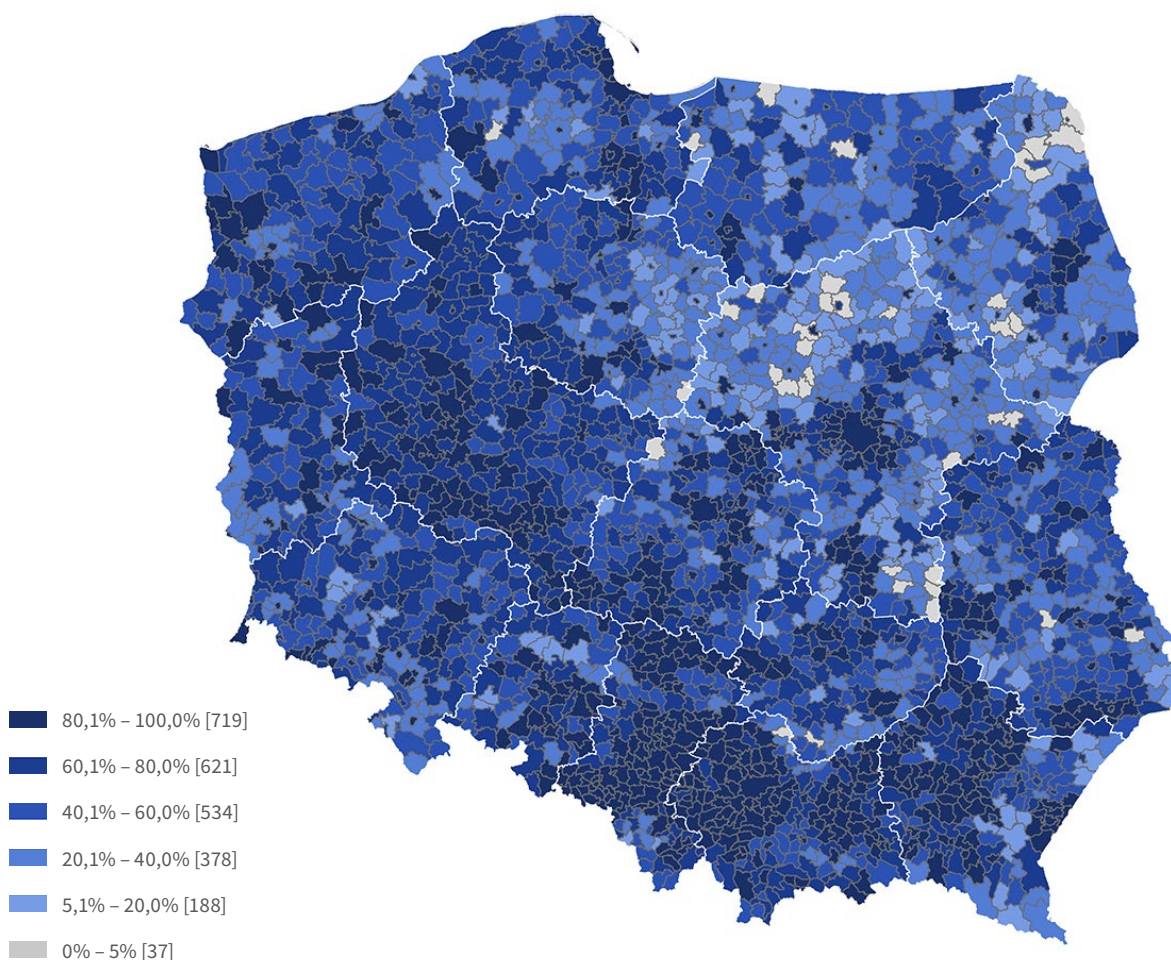 80,1% – 100,0% [719]
60,1% – 80,0% [621]
40,1% – 60,0% [534]
20,1% – 40,0% [378]
5,1% – 20,0% [188]
0% – 5% [37]